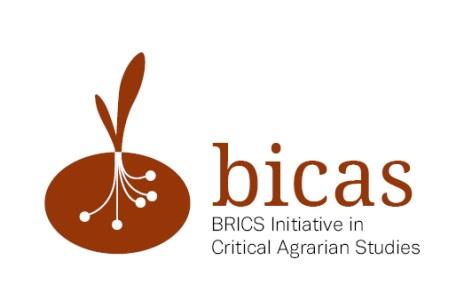 bicas
BRICS Initiative in
Critical Agrarian Studies